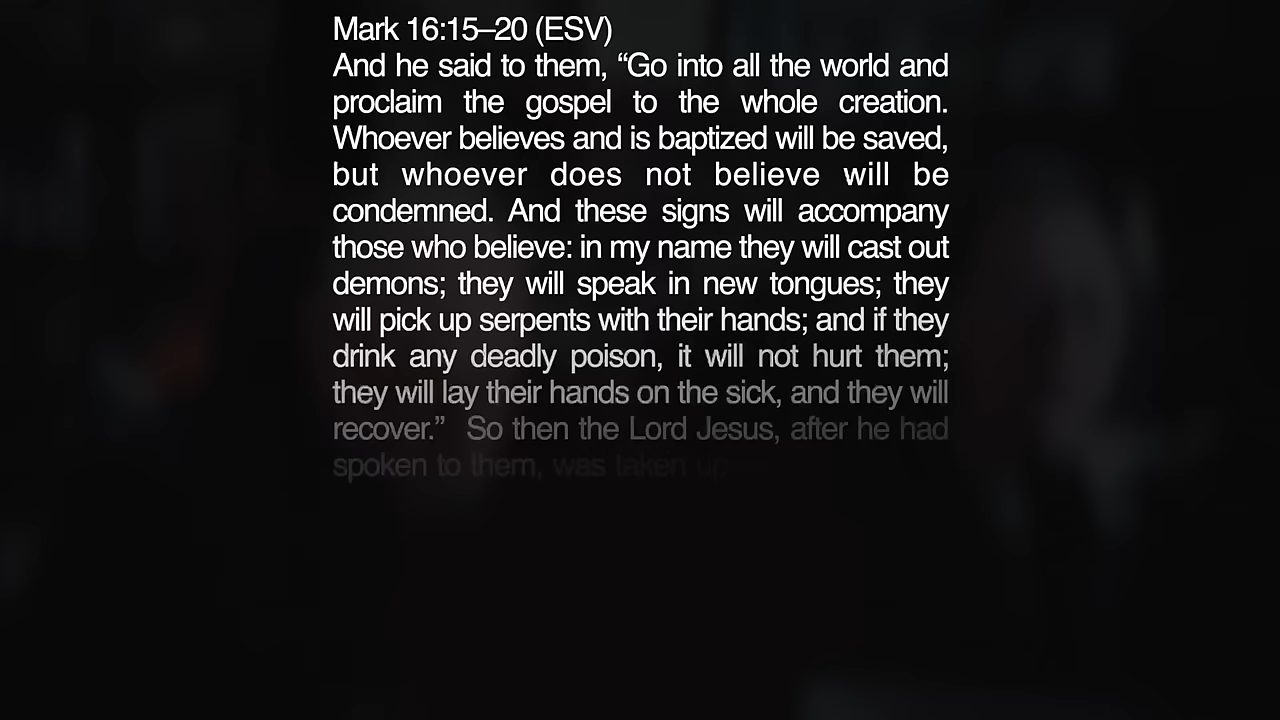 Mark 16:15–20 (ESV)
And he said to them, “Go into all the world and
proclaim the gospel to the whole creation.
Whoever believes and is baptized will be saved,
but whoever does not believe will be
condemned. And these signs will accompany
those who believe: in my name they will cast out
demons; they will speak in new tongues; they
will pick up serpents with their hands; and if they
drink any deadly poison, it will not hurt them;
they will lay their hands on the sick, and they will
recover.”  So then the Lord Jesus, after he had
spoken to them, was taken up